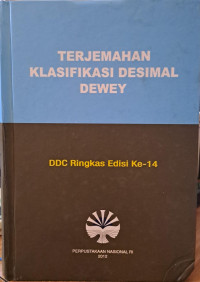 TERJEMAHAN
KLASIFIKASI DESIMAL
DEWEY
DDC Ringkas Edisi Ke-14
PERPUSTAKAAN NASIONAL RI
2013